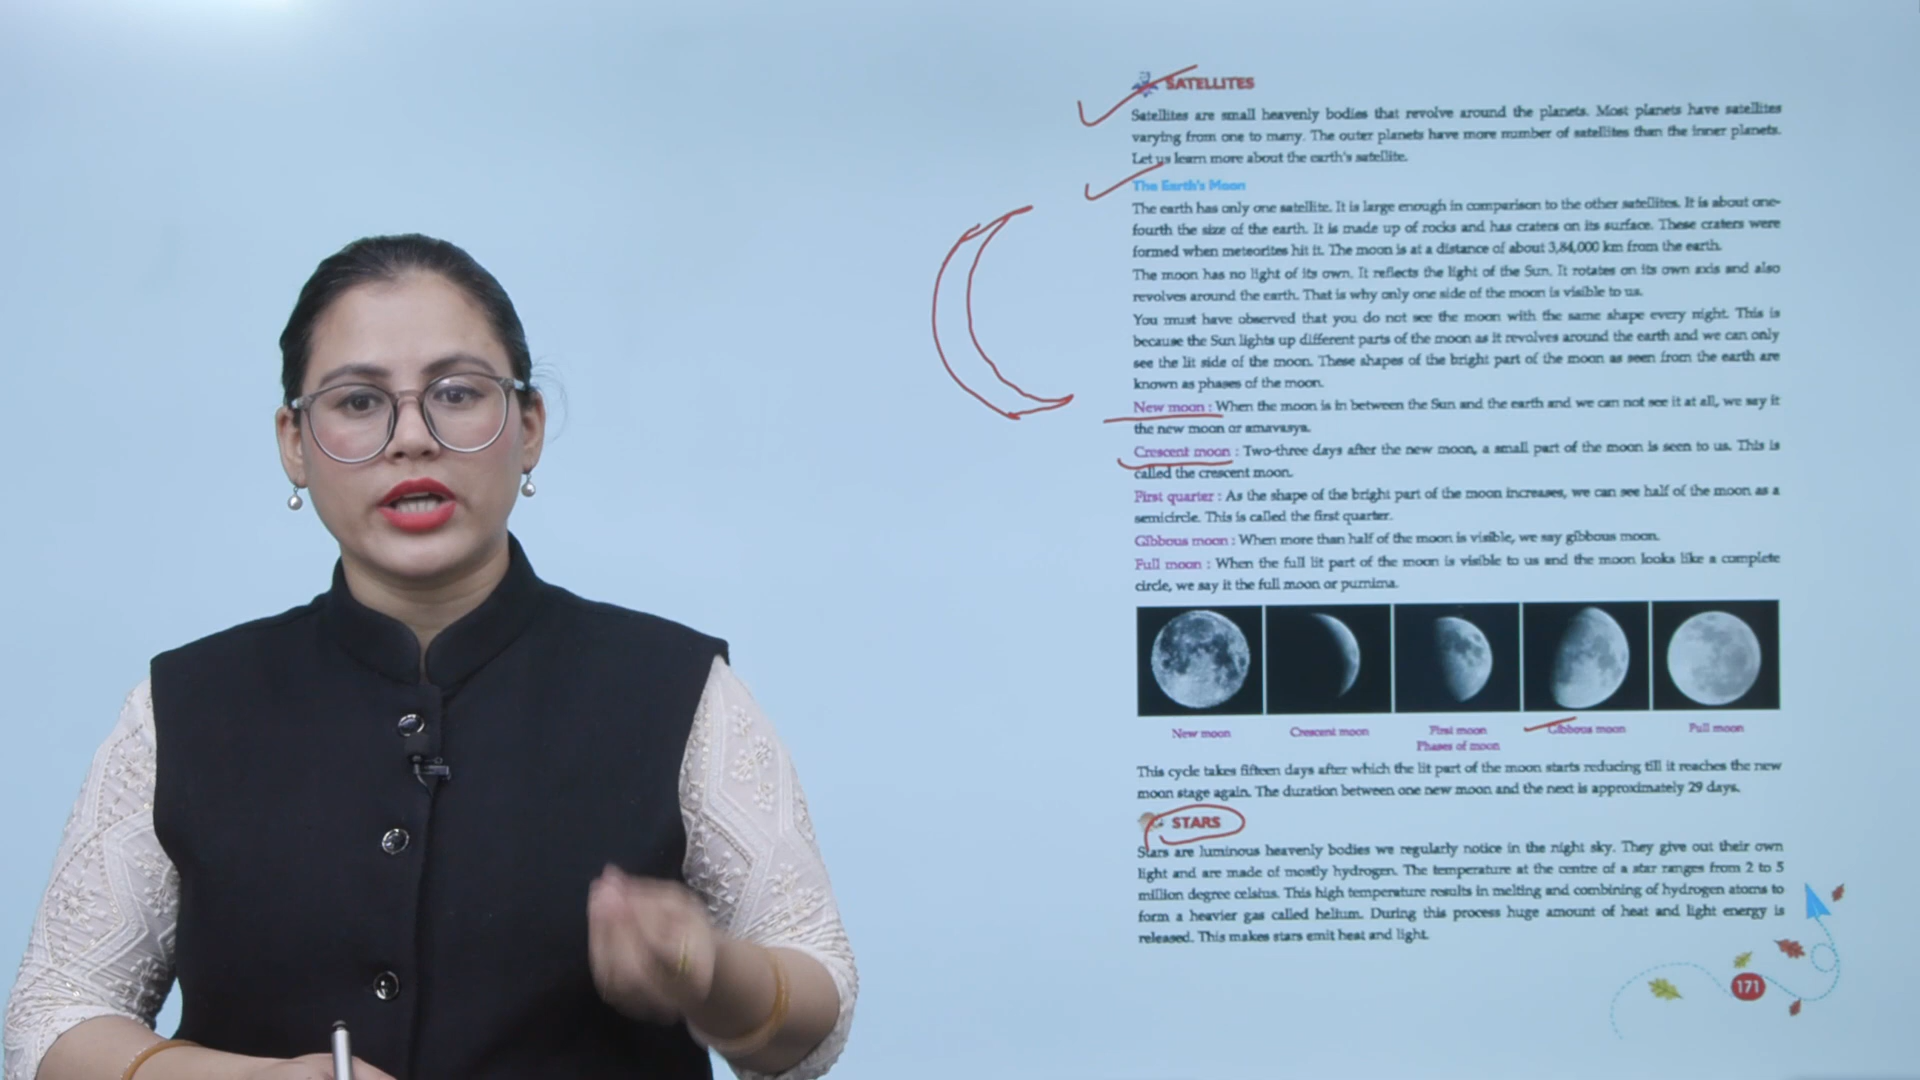 SATELLITES
Satellites are small heavenly bodies that revolve around the planets. Most planets have satellites
varying from one to many. The outer planets have more number of satellites than the inner planets.
Let us learn more about the earth's satellite.
The Earth's Moon
The earth has only one satellite. It is large enough in comparison to the other satellites. It is about one-
fourth the size of the earth. It is made up of rocks and has craters on its surface. These craters were
formed when meteorites hit it. The moon is at a distance of about 3,84,000 km from the earth.
The moon has no light of its own. It reflects the light of the Sun. It rotates on its own axis and also
revolves around the earth. That is why only one side of the moon is visible to us.
You must have observed that you do not see the moon with the same shape every night. This is
because the Sun lights up different parts of the moon as it revolves around the earth and we can only
see the lit side of the moon. These shapes of the bright part of the moon as seen from the earth are
known as phases of the moon.
New moon : When the moon is in between the Sun and the earth and we can not see it at all, we say it
the new moon or amavasya.
Crescent moon : Two-three days after the new moon, a small part of the moon is seen to us. This is
called the crescent moon.
First quarter : As the shape of the bright part of the moon increases, we can see half of the moon as a
semicircle. This is called the first quarter.
Gibbous moon : When more than half of the moon is visible, we say gibbous moon.
Full moon : When the full lit part of the moon is visible to us and the moon looks like a complete
circle, we say it the full moon or purnima.
New moon Crescent moon First moon Gibbous moon Full moon
Phases of moon
This cycle takes fifteen days after which the lit part of the moon starts reducing till it reaches the new
moon stage again. The duration between one new moon and the next is approximately 29 days.
STARS
Stars are luminous heavenly bodies we regularly notice in the night sky. They give out their own
light and are made of mostly hydrogen. The temperature at the centre of a star ranges from 2 to 5
million degree celsius. This high temperature results in melting and combining of hydrogen atoms to
form a heavier gas called helium. During this process huge amount of heat and light energy is
released. This makes stars emit heat and light.
171